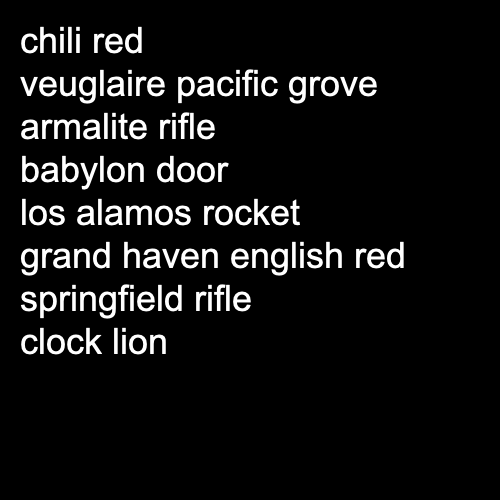 chili red
veuglaire pacific grove
armalite rifle
babylon door
los alamos rocket
grand haven english red
springfield rifle
clock lion